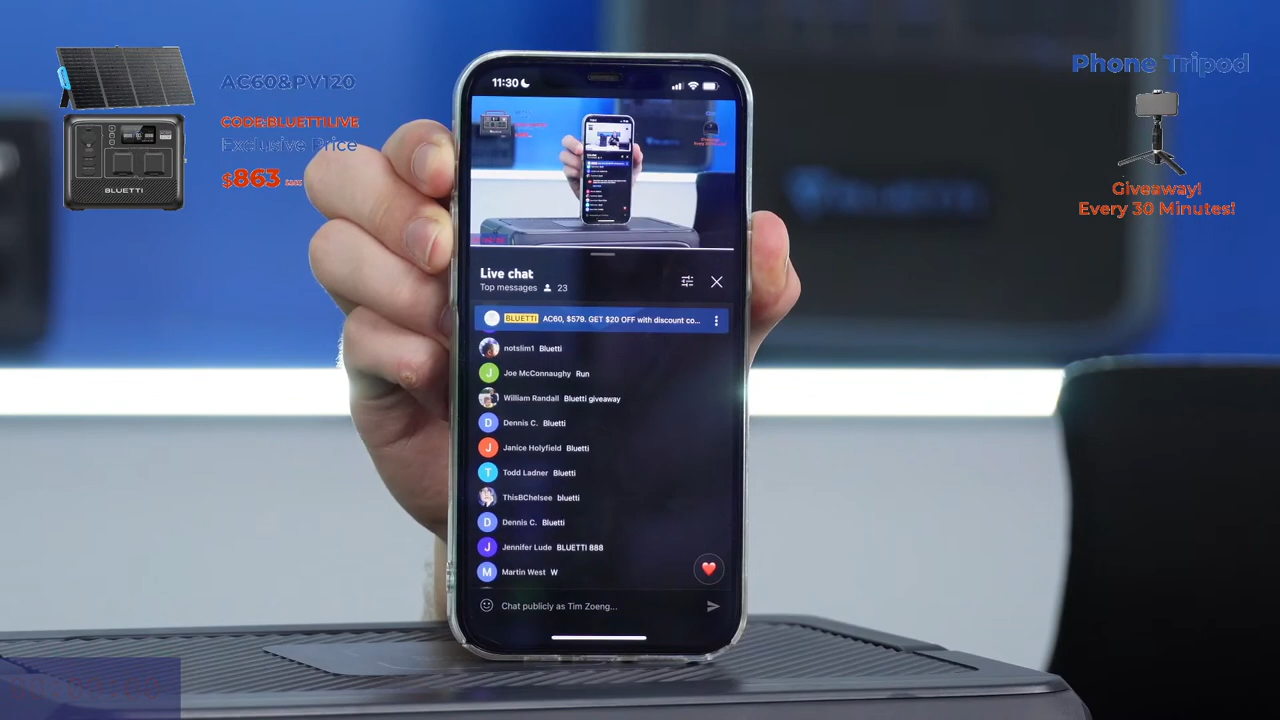 AC60&PV120
CODE:BLUETTILIVE
Exclusive Price
$863
BLUETTI
Phone Tripod
Giveaway!
Every 30 Minutes!
11:30
Live chat
Top messages 23
BLUETTI AC60, $579. GET $20 OFF with discount co...
notslim1 Bluetti
Joe McConnaughy Run
William Randall Bluetti giveaway
Dennis C. Bluetti
Janice Holyfield Bluetti
Todd Ladner Bluetti
ThisBChelsee bluetti
Dennis C. Bluetti
Jennifer Lude BLUETTI 888
Martin West W
Chat publicly as Tim Zoeng...